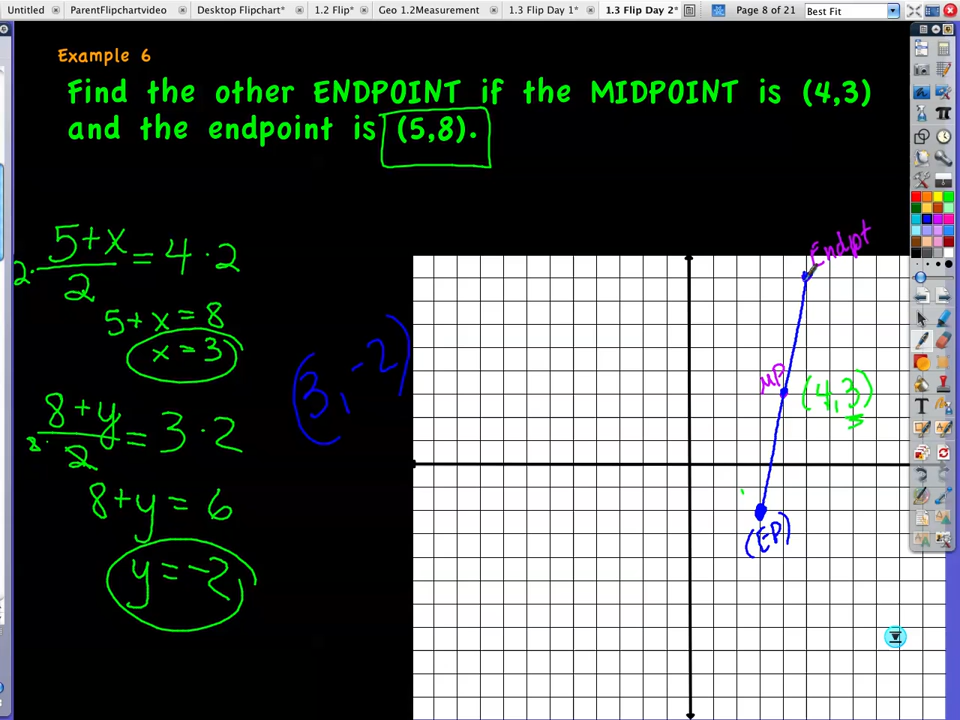 Untitled ParentFlipchartvideo Desktop Flipchart* 1.2 Flip* Geo 1.2Measurement 1.3 Flip Day 1* 1.3 Flip Day 2* Page 8 of 21 Best Fit
Example 6
Find the other ENDPOINT if the MIDPOINT is (4,3)
and the endpoint is (5,8).
2· 5+x/2 = 4·2
5+x = 8
x = 3
8· 8+y/2 = 3·2
8+y = 6
y = -2
(3, -2)
Endpt
MP
(4,3)
(EP)